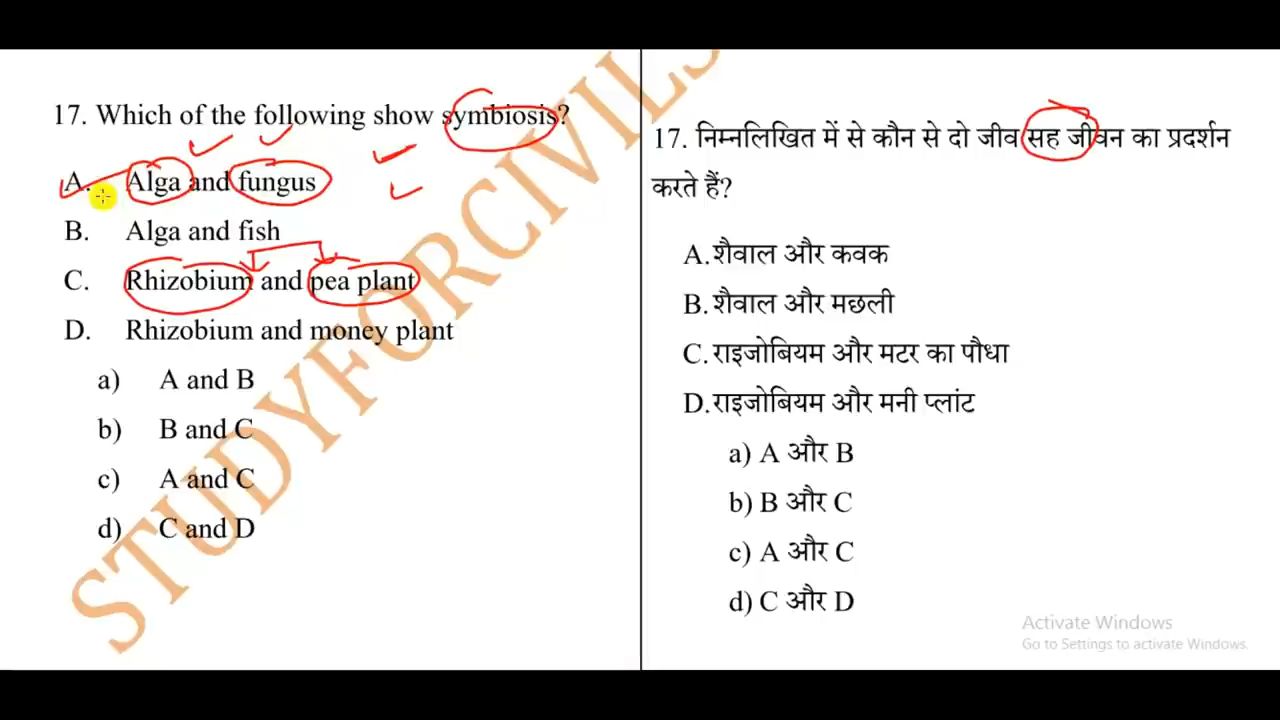 17. Which of the following show symbiosis?
A. Alga and fungus
B. Alga and fish
C. Rhizobium and pea plant
D. Rhizobium and money plant
a) A and B
b) B and C
c) A and C
d) C and D
17. निम्नलिखित में से कौन से दो जीव सह जीवन का प्रदर्शन
करते हैं?
A. शैवाल और कवक
B. शैवाल और मछली
C. राइजोबियम और मटर का पौधा
D. राइजोबियम और मनी प्लांट
a) A और B
b) B और C
c) A और C
d) C और D
STUDYFORCIVILS
Activate Windows
Go to Settings to activate Windows.